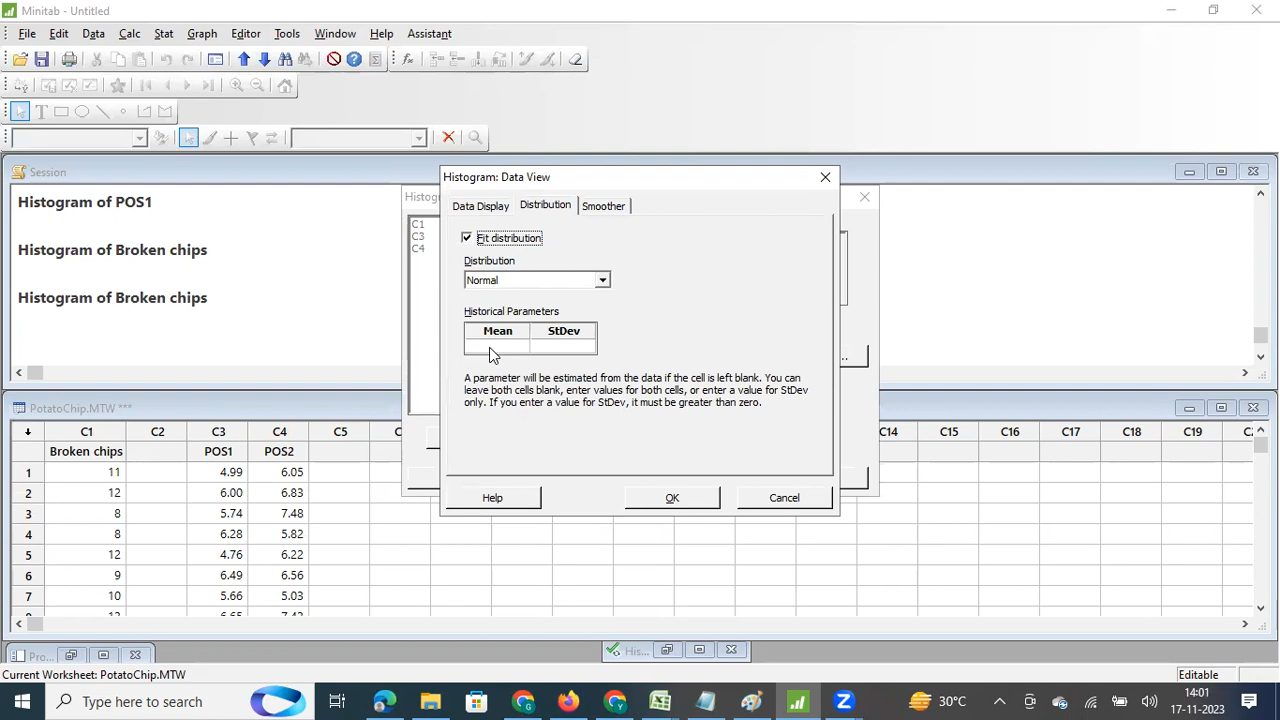 Minitab - Untitled
File Edit Data Calc Stat Graph Editor Tools Window Help Assistant
Session
Histogram of POS1
Histogram of Broken chips
Histogram of Broken chips
Histog
C1
C3
C4
Histogram: Data View
Data Display Distribution Smoother
Fit distribution
Distribution
Normal
Historical Parameters
Mean StDev
A parameter will be estimated from the data if the cell is left blank. You can
leave both cells blank, enter values for both cells, or enter a value for StDev
only. If you enter a value for StDev, it must be greater than zero.
Help OK Cancel
PotatoChip.MTW ***
C1 C2 C3 C4 C5 C14 C15 C16 C17 C18 C19
Broken chips POS1 POS2
1 11 4.99 6.05
2 12 6.00 6.83
3 8 5.74 7.48
4 8 6.28 5.82
5 12 4.76 6.22
6 9 6.49 6.56
7 10 5.66 5.03
Pro... His...
Current Worksheet: PotatoChip.MTW Editable
Type here to search 30°C 14:01
17-11-2023